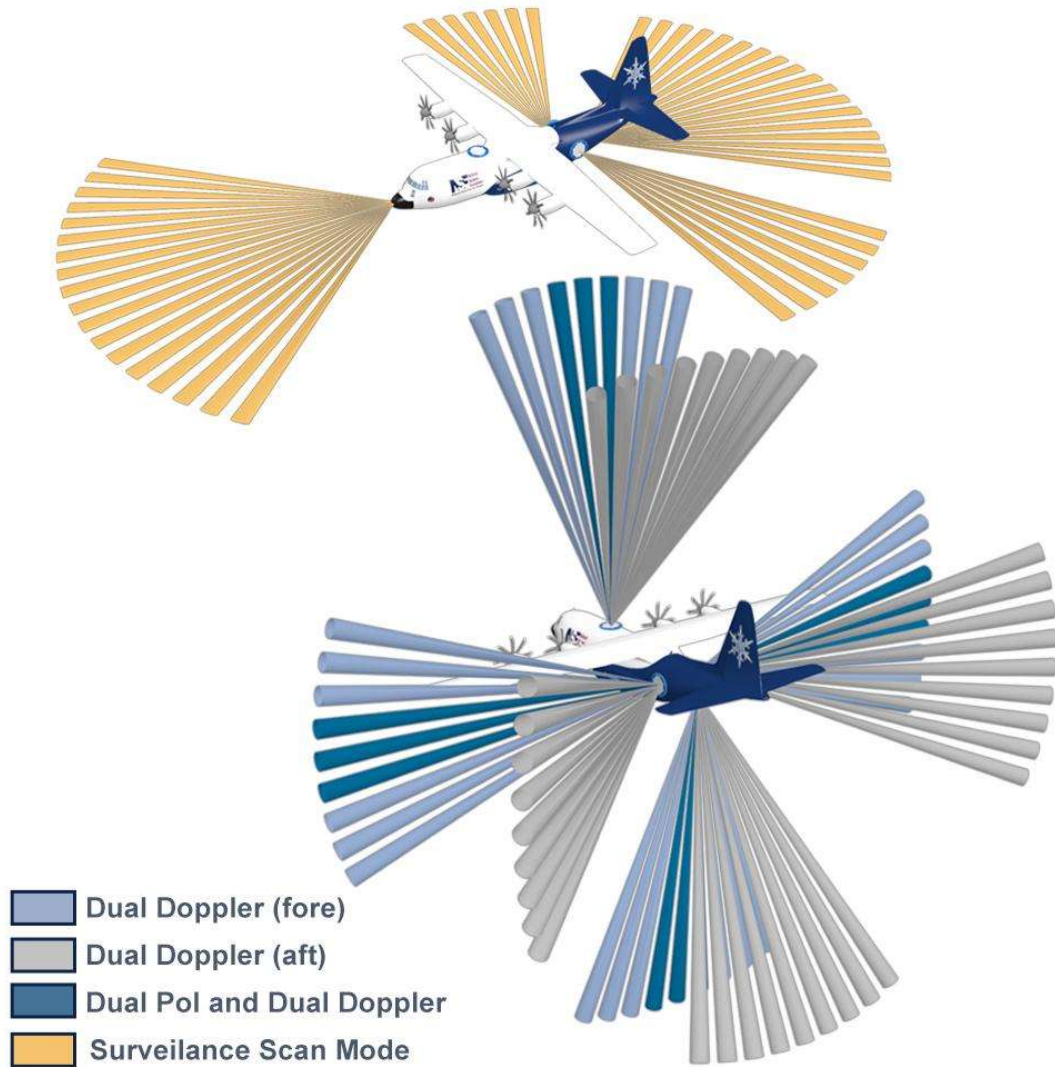 Dual Doppler (fore)
Dual Doppler (aft)
Dual Pol and Dual Doppler
Surveilance Scan Mode